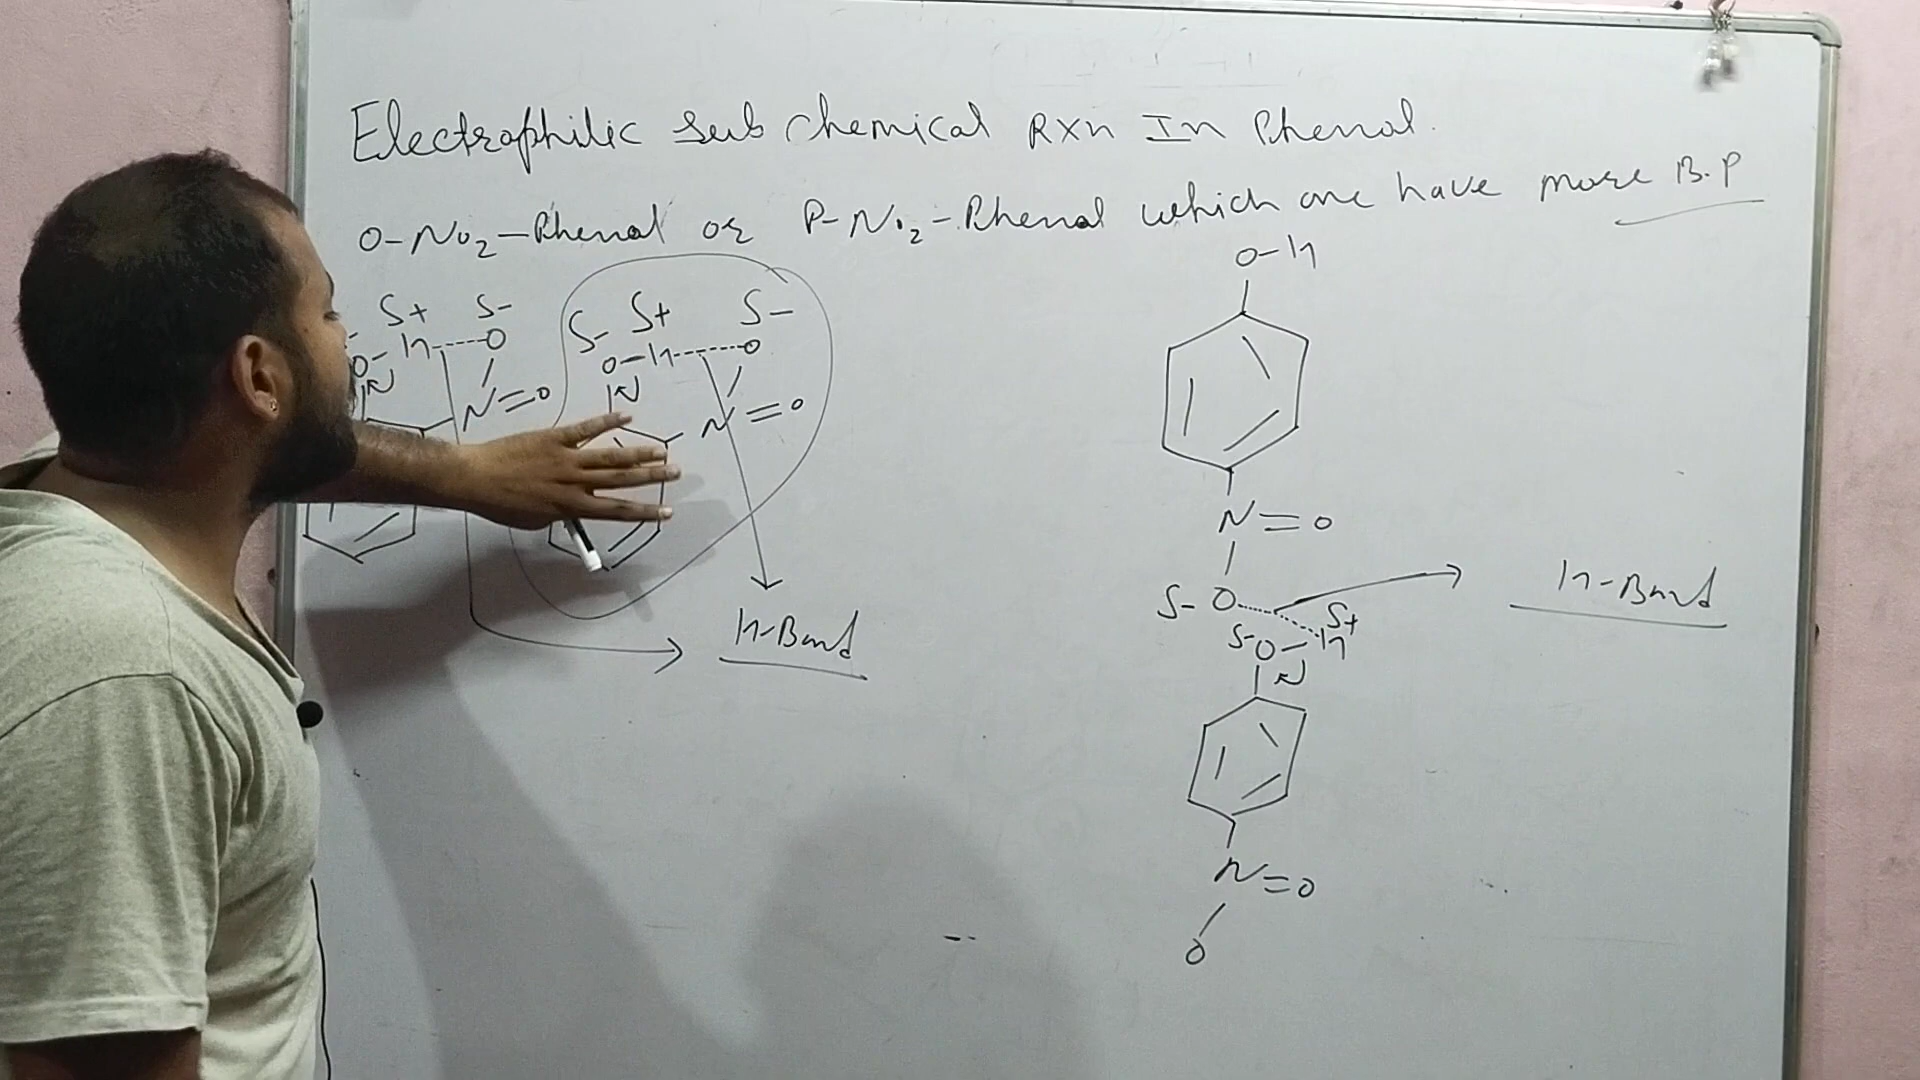 Electrophilic Sub Chemical RXn In Phenol.
O-NO2-Phenol or P-NO2-Phenol which one have more B.P
O-H
S+ S-
O-H-----O
N=O
S- S+ S-
O-H-----O
N=O
H-Bond
N=O
S- O
S+
S-
O-H
H-Bond
N=O
O